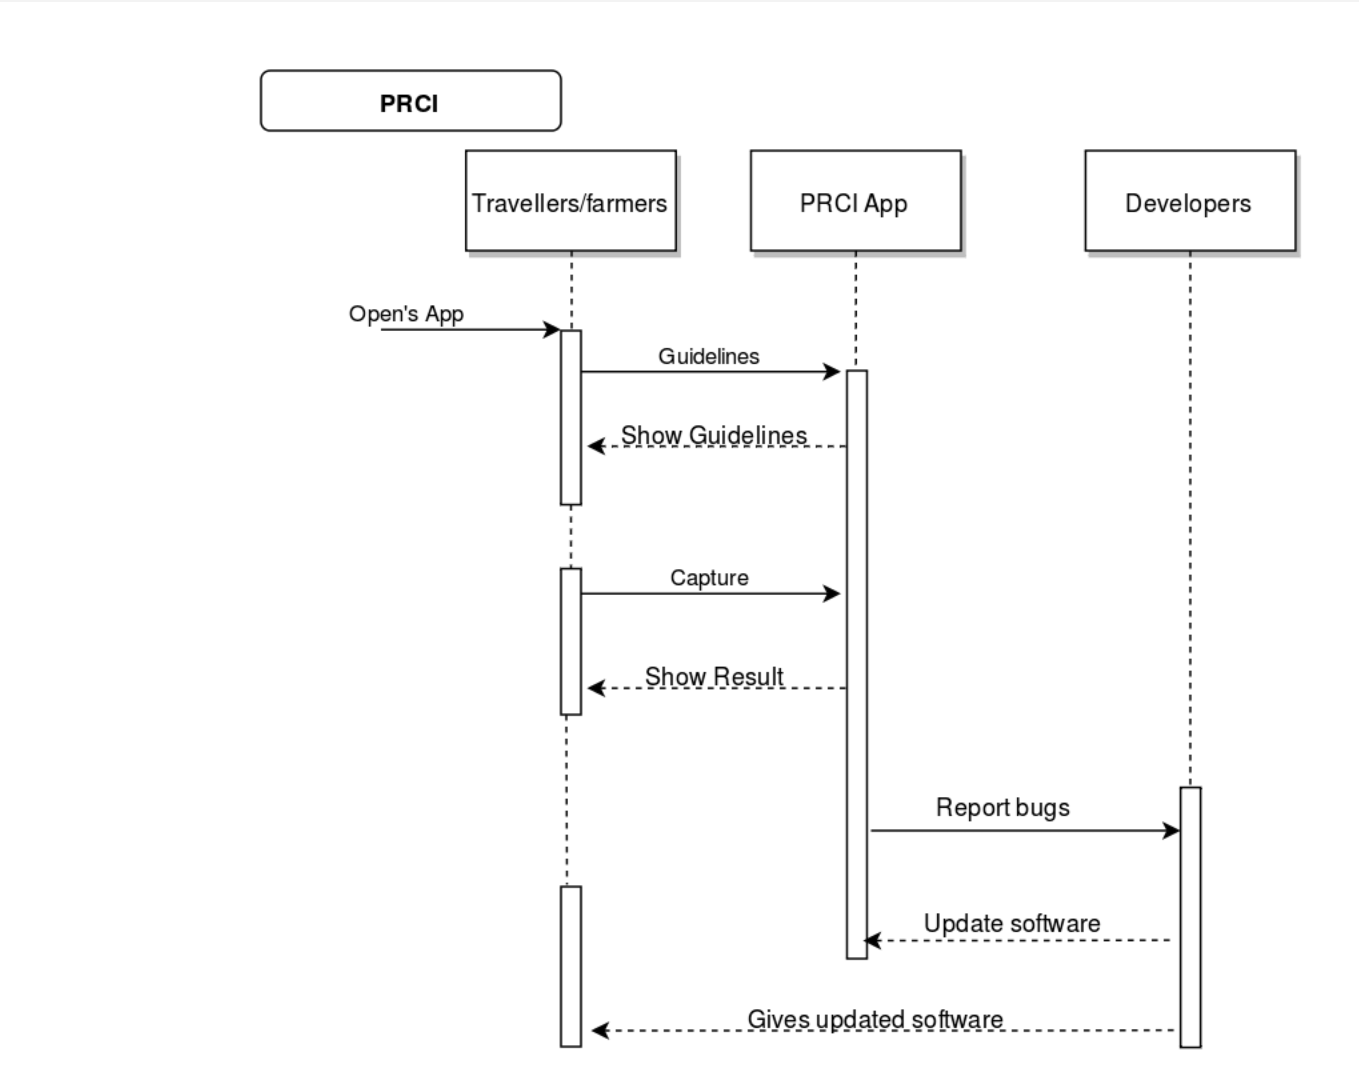 PRCI
Travellers/farmers
PRCI App
Developers
Open's App
Guidelines
Show Guidelines
Capture
Show Result
Report bugs
Update software
Gives updated software